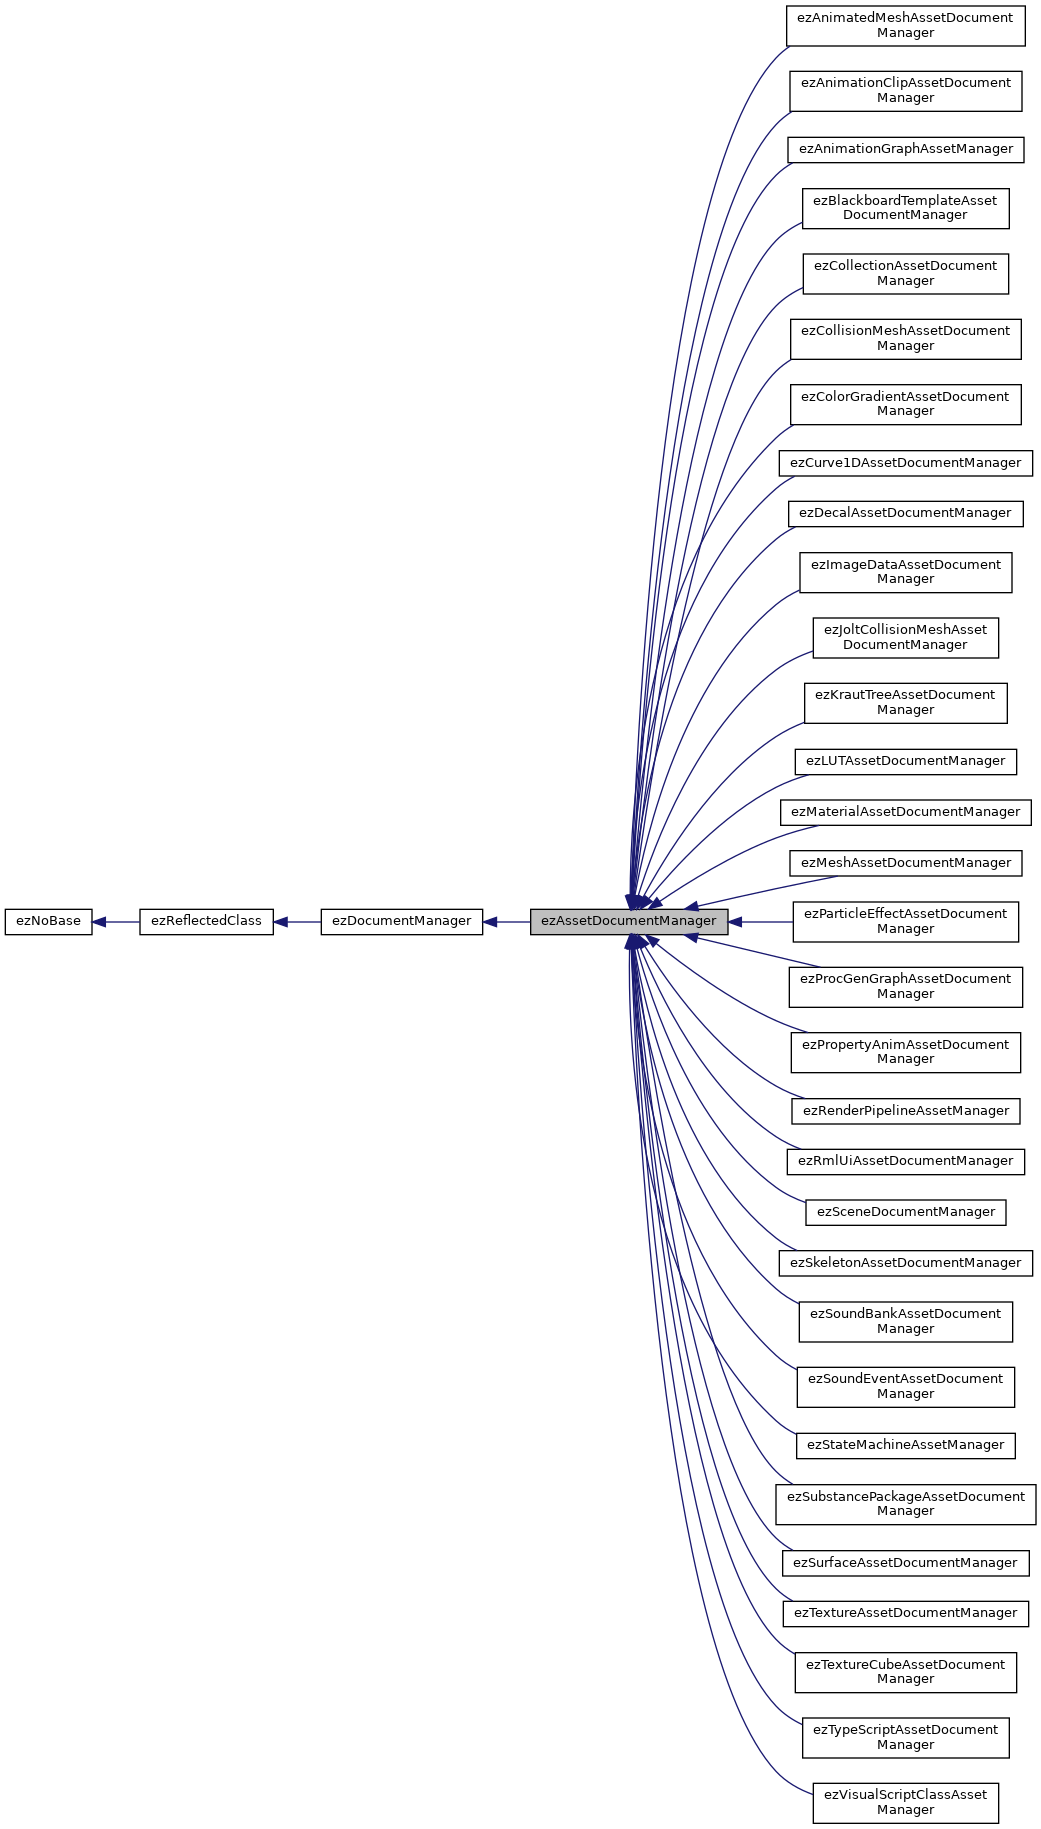 ezAnimatedMeshAssetDocument
Manager
ezAnimationClipAssetDocument
Manager
ezAnimationGraphAssetManager
ezBlackboardTemplateAsset
DocumentManager
ezCollectionAssetDocument
Manager
ezCollisionMeshAssetDocument
Manager
ezColorGradientAssetDocument
Manager
ezCurve1DAssetDocumentManager
ezDecalAssetDocumentManager
ezImageDataAssetDocument
Manager
ezJoltCollisionMeshAsset
DocumentManager
ezKrautTreeAssetDocument
Manager
ezLUTAssetDocumentManager
ezMaterialAssetDocumentManager
ezMeshAssetDocumentManager
ezNoBase
ezReflectedClass
ezDocumentManager
ezAssetDocumentManager
ezParticleEffectAssetDocument
Manager
ezProcGenGraphAssetDocument
Manager
ezPropertyAnimAssetDocument
Manager
ezRenderPipelineAssetManager
ezRmlUiAssetDocumentManager
ezSceneDocumentManager
ezSkeletonAssetDocumentManager
ezSoundBankAssetDocument
Manager
ezSoundEventAssetDocument
Manager
ezStateMachineAssetManager
ezSubstancePackageAssetDocument
Manager
ezSurfaceAssetDocumentManager
ezTextureAssetDocumentManager
ezTextureCubeAssetDocument
Manager
ezTypeScriptAssetDocument
Manager
ezVisualScriptClassAsset
Manager